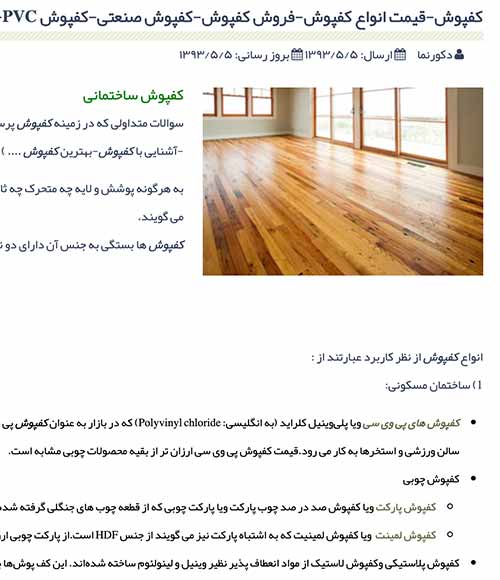 کفپوش-قیمت انواع کفپوش-فروش کفپوش-کفپوش صنعتی-کفپوش PVC-
دکورنما ارسال: ۱۳۹۳/۵/۵ بروز رسانی: ۱۳۹۳/۵/۵
کفپوش ساختمانی
سوالات متداولی که در زمینه کفپوش
-آشنایی با کفپوش-بهترین کفپوش .... )
به هرگونه پوشش و لایه چه متحرک چه
می گویند.
کفپوش ها بستگی به جنس آن دارای دو
انواع کفپوش از نظر کاربرد عبارتند از :
1) ساختمان مسکونی:
• کفپوش های پی وی سی ویا پلی‌وینیل کلراید (به انگلیسی: Polyvinyl chloride) که در بازار به عنوان کفپوش پی
سالن ورزشی و استخرها به کار می رود.قیمت کفپوش پی وی سی ارزان تر از بقیه محصولات چوبی مشابه است.
• کفپوش چوبی
○ کفپوش پارکت ویا کفپوش صد در صد چوب پارکت ویا پارکت چوبی که از قطعه چوب های جنگلی گرفته
○ کفپوش لمینت ویا کفپوش لمینیت که به اشتباه پارکت نیز می گویند از جنس HDF است.از پارکت چوبی
• کفپوش پلاستیکی وکفپوش لاستیک از مواد انعطاف پذیر نظیر وینیل و لینولئوم ساخته شده‌اند. این کف پوش‌ها